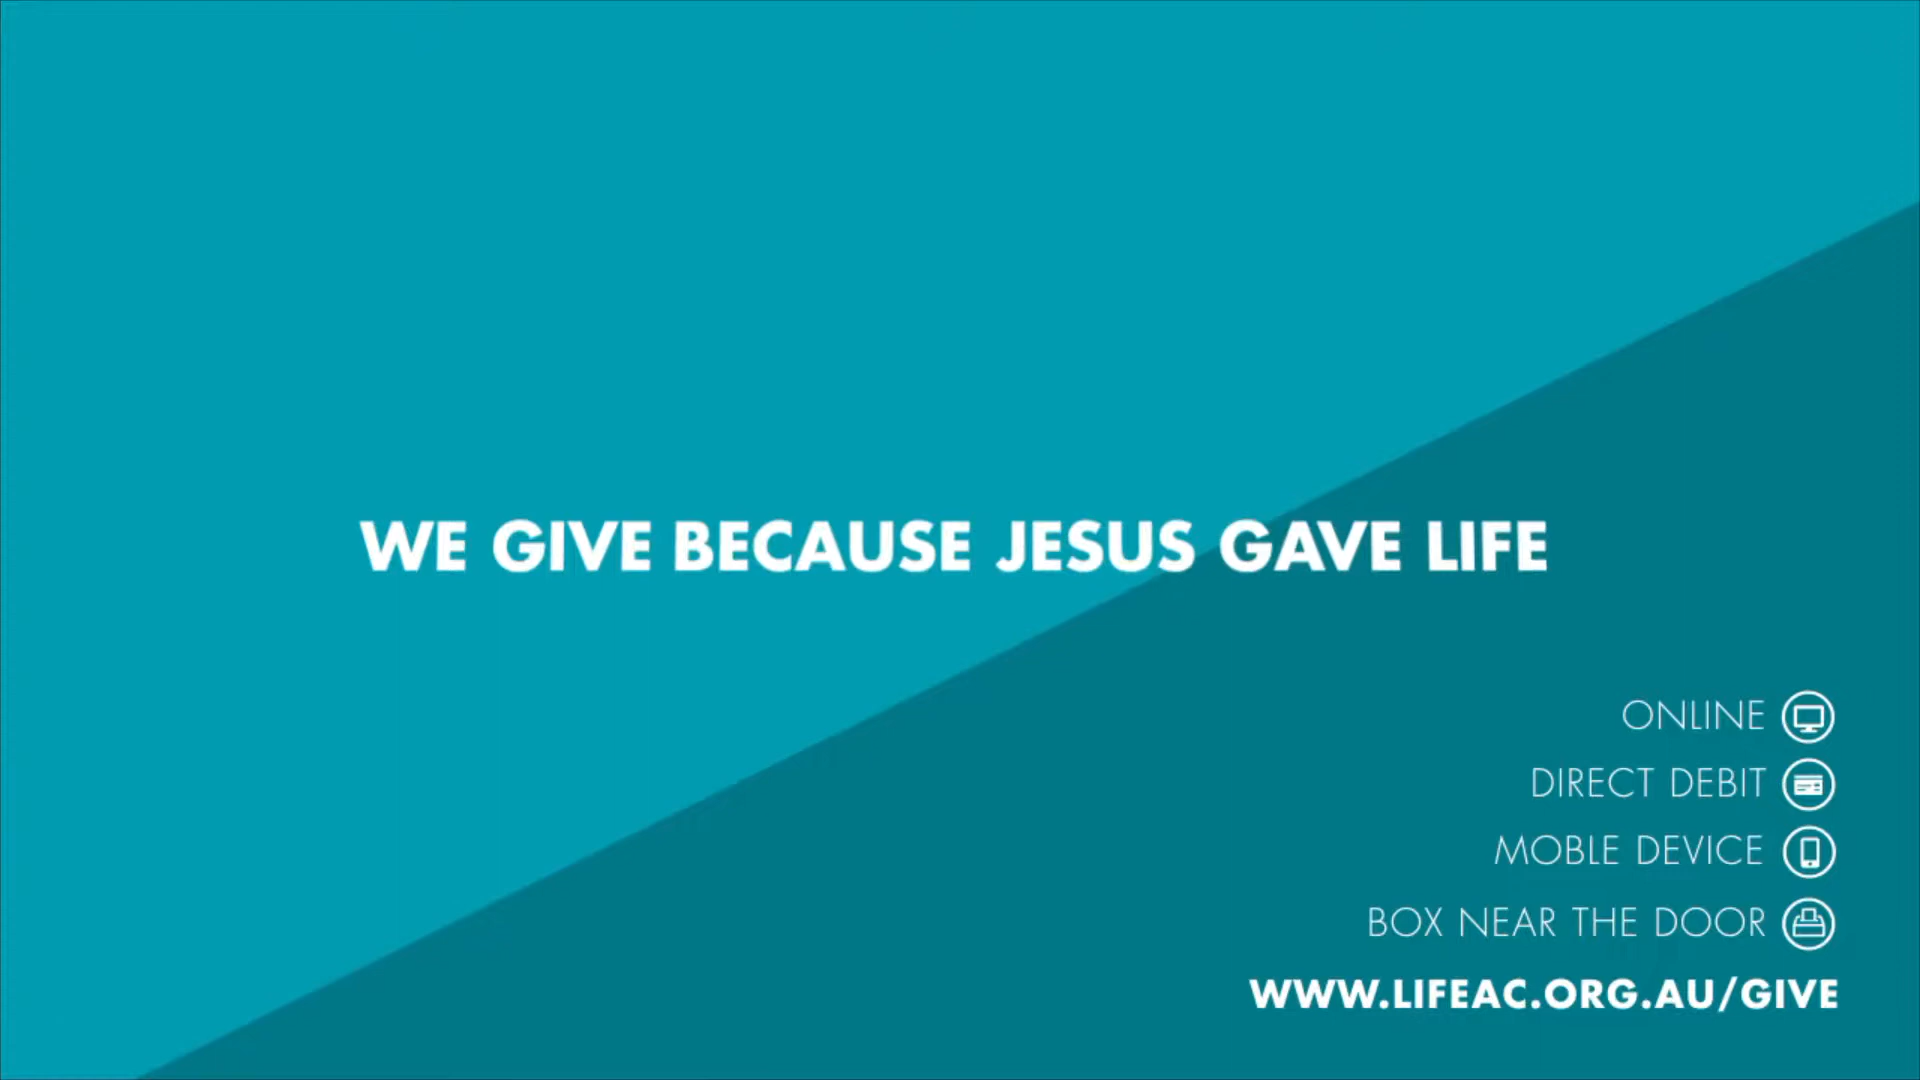 WE GIVE BECAUSE JESUS GAVE LIFE
ONLINE
DIRECT DEBIT
MOBLE DEVICE
BOX NEAR THE DOOR
WWW.LIFEAC.ORG.AU/GIVE